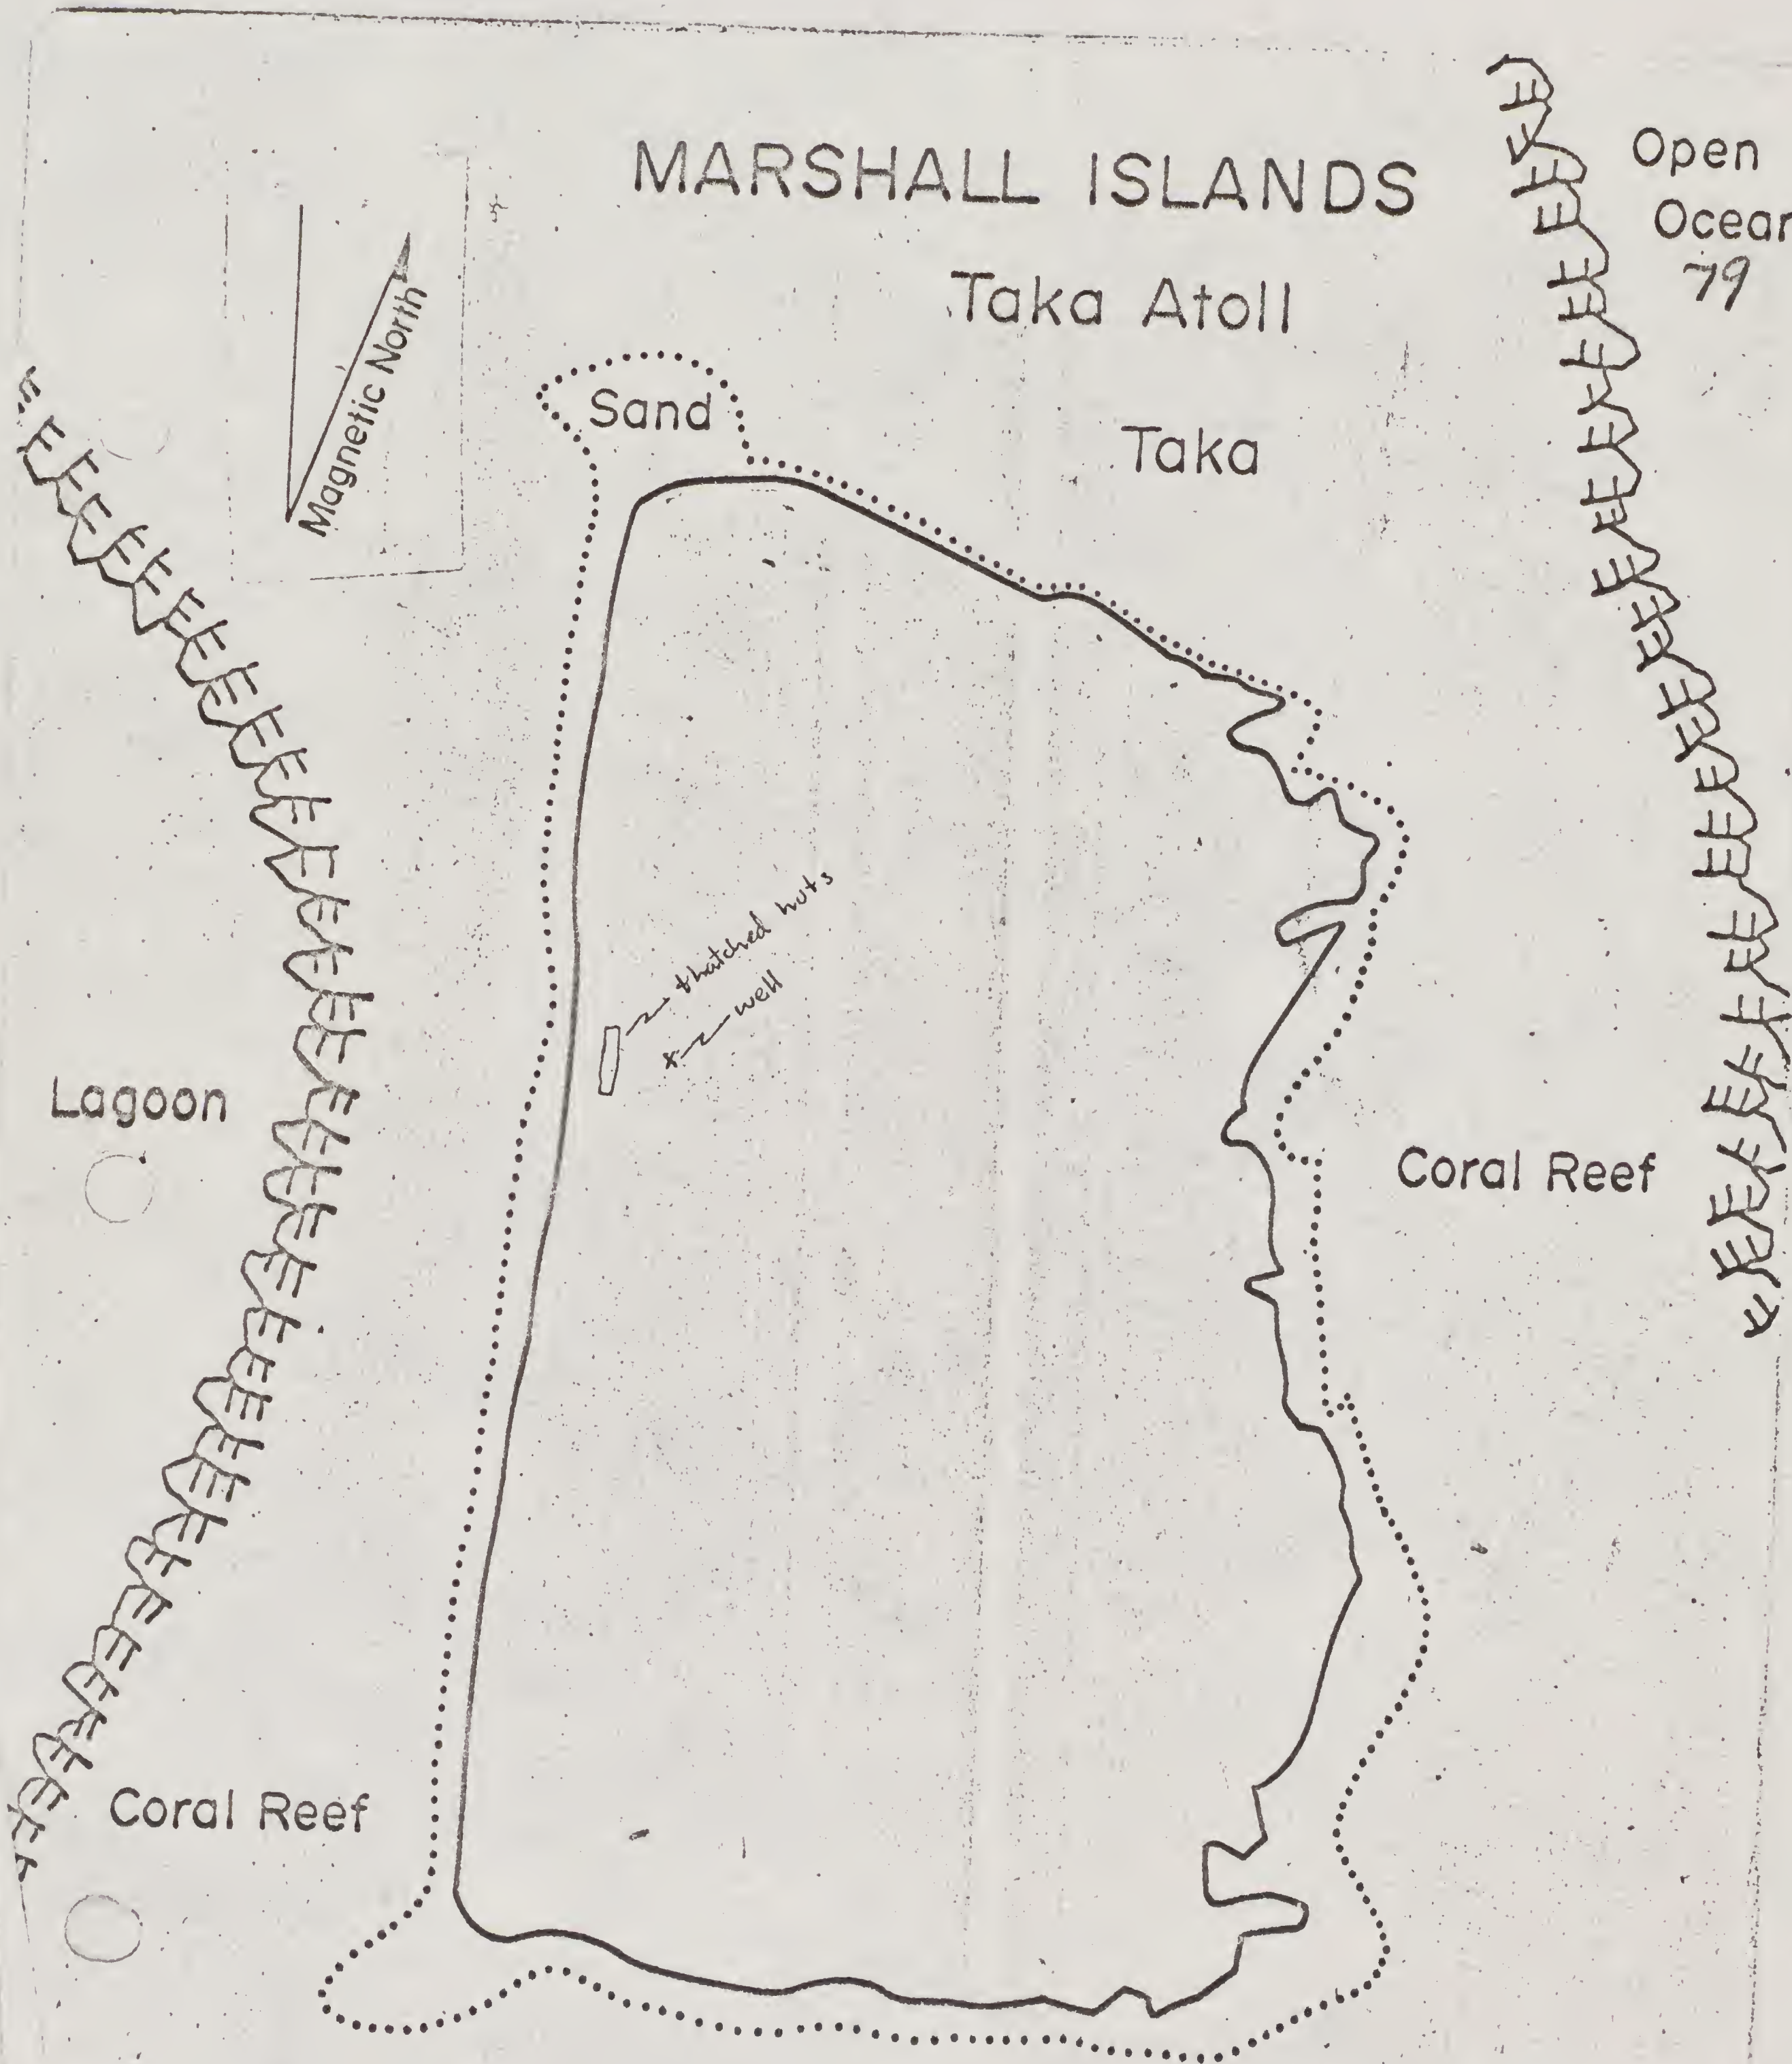 MARSHALL ISLANDS
Open
Ocean
79
Taka Atoll
Magnetic North
Sand
Taka
thatched huts
x well
Lagoon
Coral Reef
Coral Reef